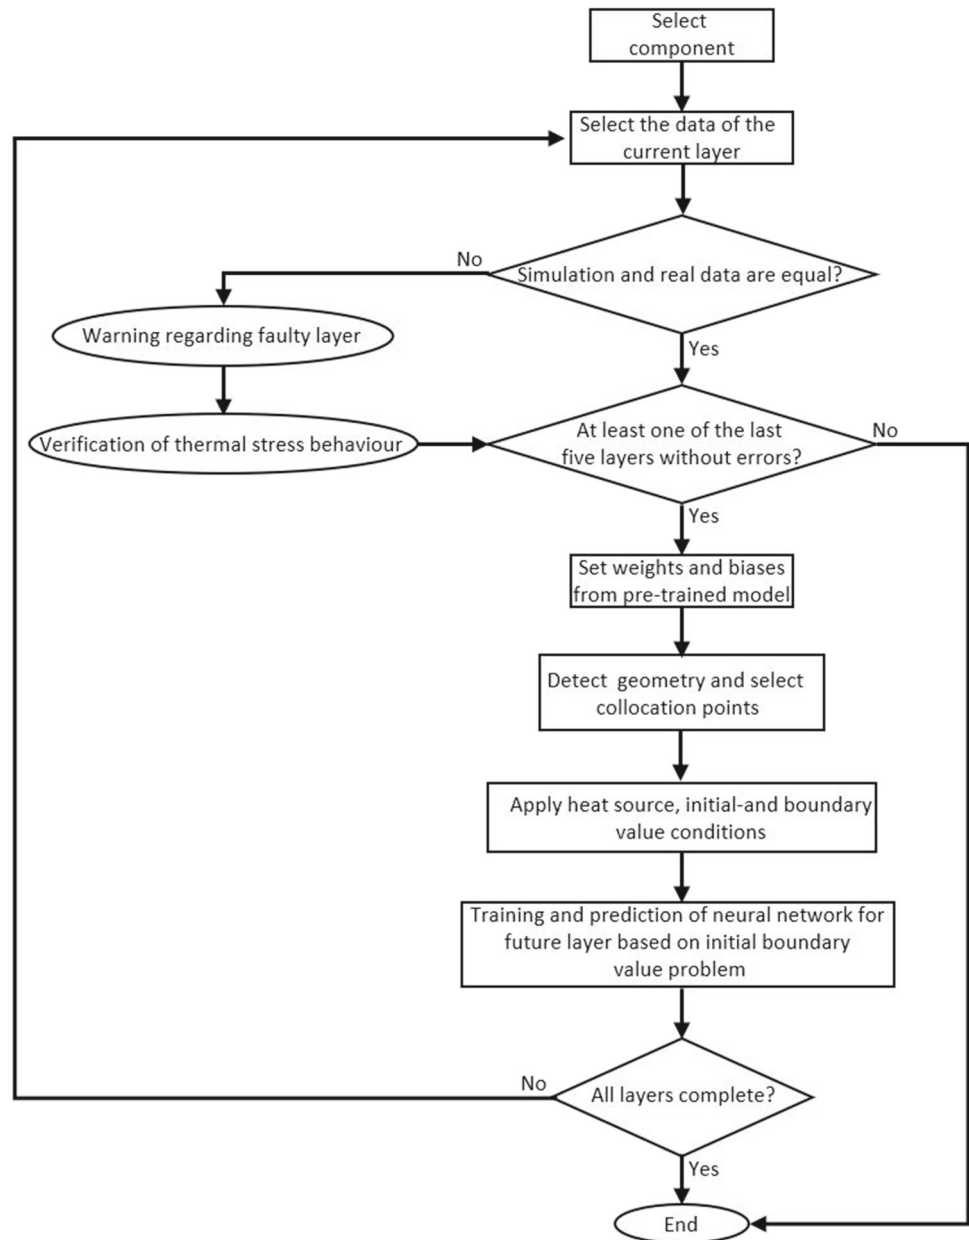 Select
component
Select the data of the
current layer
No
Simulation and real data are equal?
Warning regarding faulty layer
Yes
Verification of thermal stress behaviour
At least one of the last
five layers without errors?
No
Yes
Set weights and biases
from pre-trained model
Detect geometry and select
collocation points
Apply heat source, initial-and boundary
value conditions
Training and prediction of neural network for
future layer based on initial boundary
value problem
No
All layers complete?
Yes
End